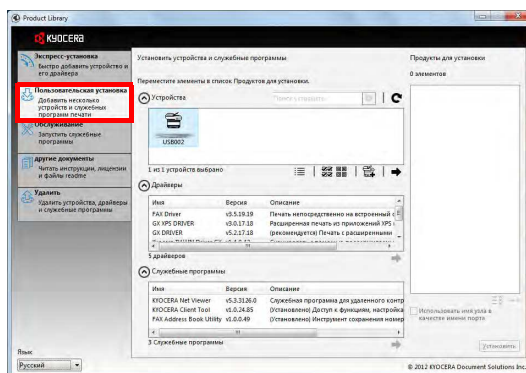 Product Library
KYOCERA
Экспресс-установка
Быстро добавить устройство и
его драйвера
Пользовательская установка
Добавить несколько
устройств и служебных
программ печати
Обслуживание
Запустить служебные
программы
другие документы
Читать инструкции, лицензии
и файлы readme
Удалить
Удалить устройства, драйверы
и служебные программы
Язык:
Русский
Установить устройства и служебные программы
Переместите элементы в список Продуктов для установки.
Устройства
USB002
1 из 1 устройств выбрано
Драйверы
Имя Версия Описание
FAX Driver v3.5.19.19 Печать непосредственно на встроенный с
GX XPS DRIVER v3.0.17.18 Расширенная печать из приложений XPS
GX DRIVER v5.2.17.18 (рекомендуется) Печать с расширенными
5 драйверов
Служебные программы
Имя Версия Описание
KYOCERA Net Viewer v5.3.3126.0 Служебная программа для удаленного контр
KYOCERA Client Tool v1.0.24.85 (Установлено) Доступ к функциям, настройка
FAX Address Book Utility v1.0.0.49 (Установлено) Инструмент сохранения номер
3 Служебные программы
Продукты для установки
0 элементов
Использовать имя узла в
качестве имени порта
Установить
© 2012 KYOCERA Document Solutions Inc.